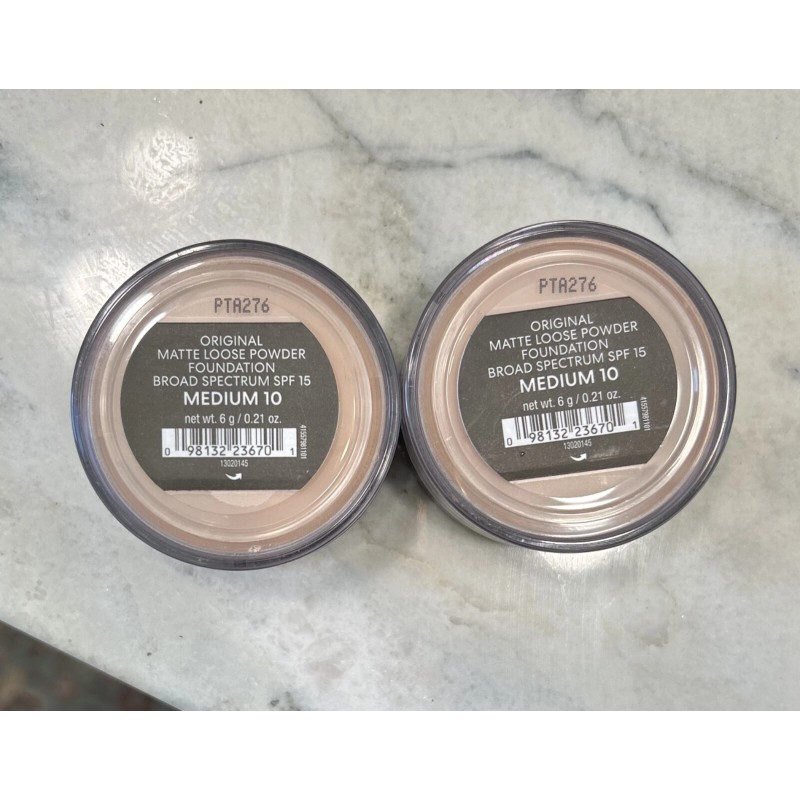 PTA276
ORIGINAL
MATTE LOOSE POWDER
FOUNDATION
BROAD SPECTRUM SPF 15
MEDIUM 10
net wt. 6 g / 0.21 oz.
0 98132 23670 1
13020145
41557981101
PTA276
ORIGINAL
MATTE LOOSE POWDER
FOUNDATION
BROAD SPECTRUM SPF 15
MEDIUM 10
net wt. 6 g / 0.21 oz.
0 98132 23670 1
13020145
41557981101